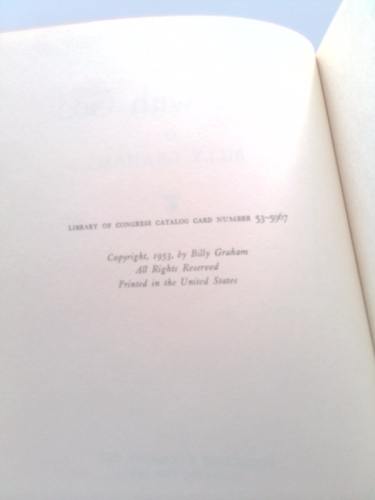 LIBRARY OF CONGRESS CATALOG CARD NUMBER 53-5967
Copyright, 1953, by Billy Graham
All Rights Reserved
Printed in the United States